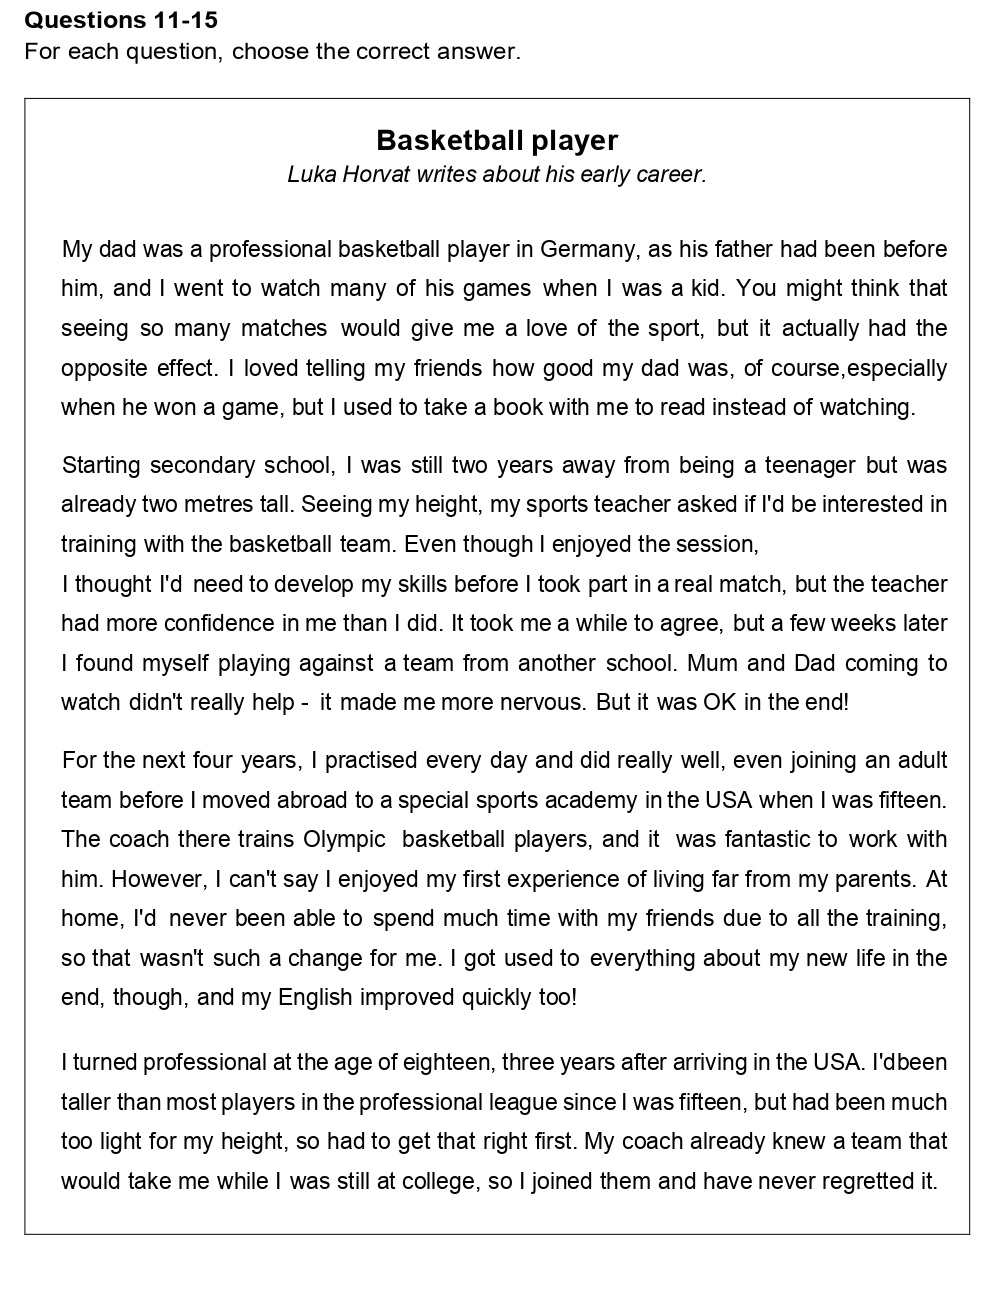 Questions 11-15
For each question, choose the correct answer.
Basketball player
Luka Horvat writes about his early career.
My dad was a professional basketball player in Germany, as his father had been before
him, and I went to watch many of his games when I was a kid. You might think that
seeing so many matches would give me a love of the sport, but it actually had the
opposite effect. I loved telling my friends how good my dad was, of course,especially
when he won a game, but I used to take a book with me to read instead of watching.
Starting secondary school, I was still two years away from being a teenager but was
already two metres tall. Seeing my height, my sports teacher asked if I'd be interested in
training with the basketball team. Even though I enjoyed the session,
I thought I'd need to develop my skills before I took part in a real match, but the teacher
had more confidence in me than I did. It took me a while to agree, but a few weeks later
I found myself playing against a team from another school. Mum and Dad coming to
watch didn't really help - it made me more nervous. But it was OK in the end!
For the next four years, I practised every day and did really well, even joining an adult
team before I moved abroad to a special sports academy in the USA when I was fifteen.
The coach there trains Olympic basketball players, and it was fantastic to work with
him. However, I can't say I enjoyed my first experience of living far from my parents. At
home, I'd never been able to spend much time with my friends due to all the training,
so that wasn't such a change for me. I got used to everything about my new life in the
end, though, and my English improved quickly too!
I turned professional at the age of eighteen, three years after arriving in the USA. I'dbeen
taller than most players in the professional league since I was fifteen, but had been much
too light for my height, so had to get that right first. My coach already knew a team that
would take me while I was still at college, so I joined them and have never regretted it.